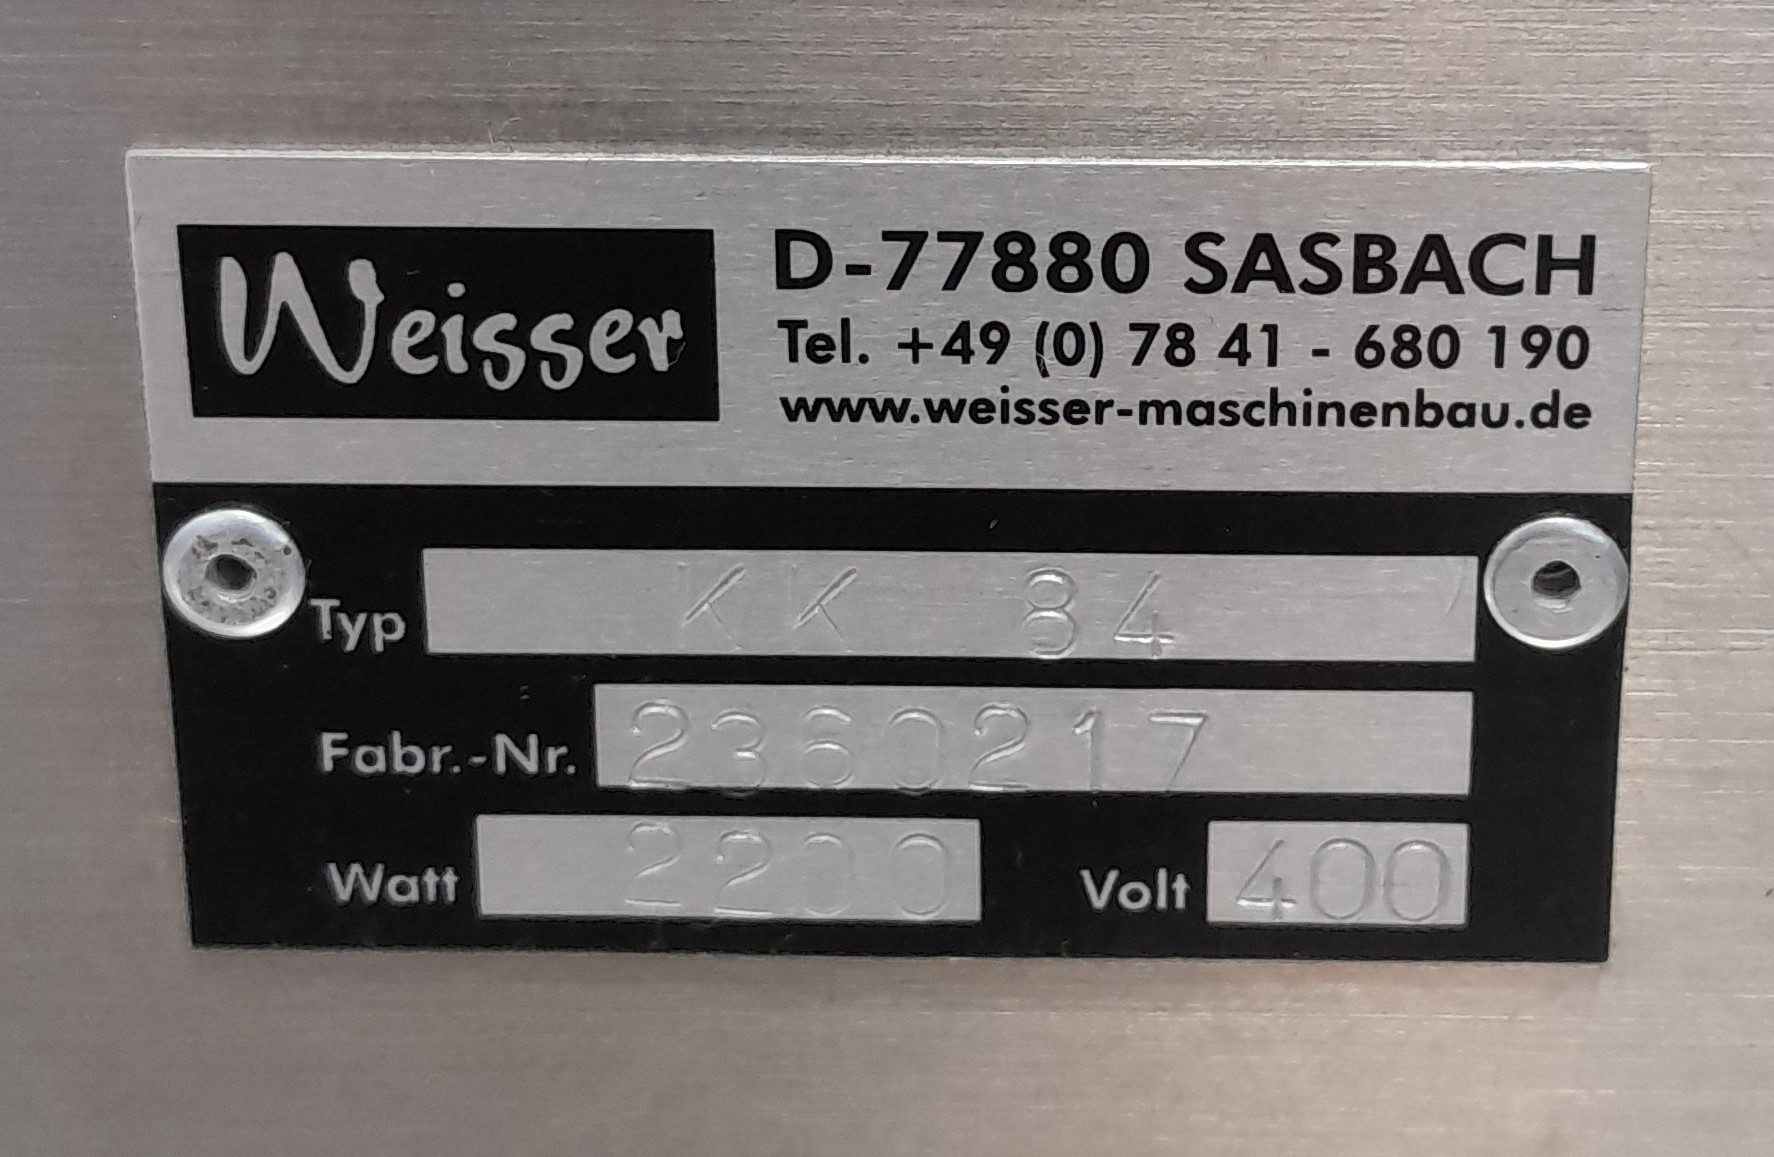 Weisser
D-77880 SASBACH
Tel. +49 (0) 78 41 - 680 190
www.weisser-maschinenbau.de
Typ KK 84
Fabr.-Nr. 2360217
Watt 2200 Volt 400